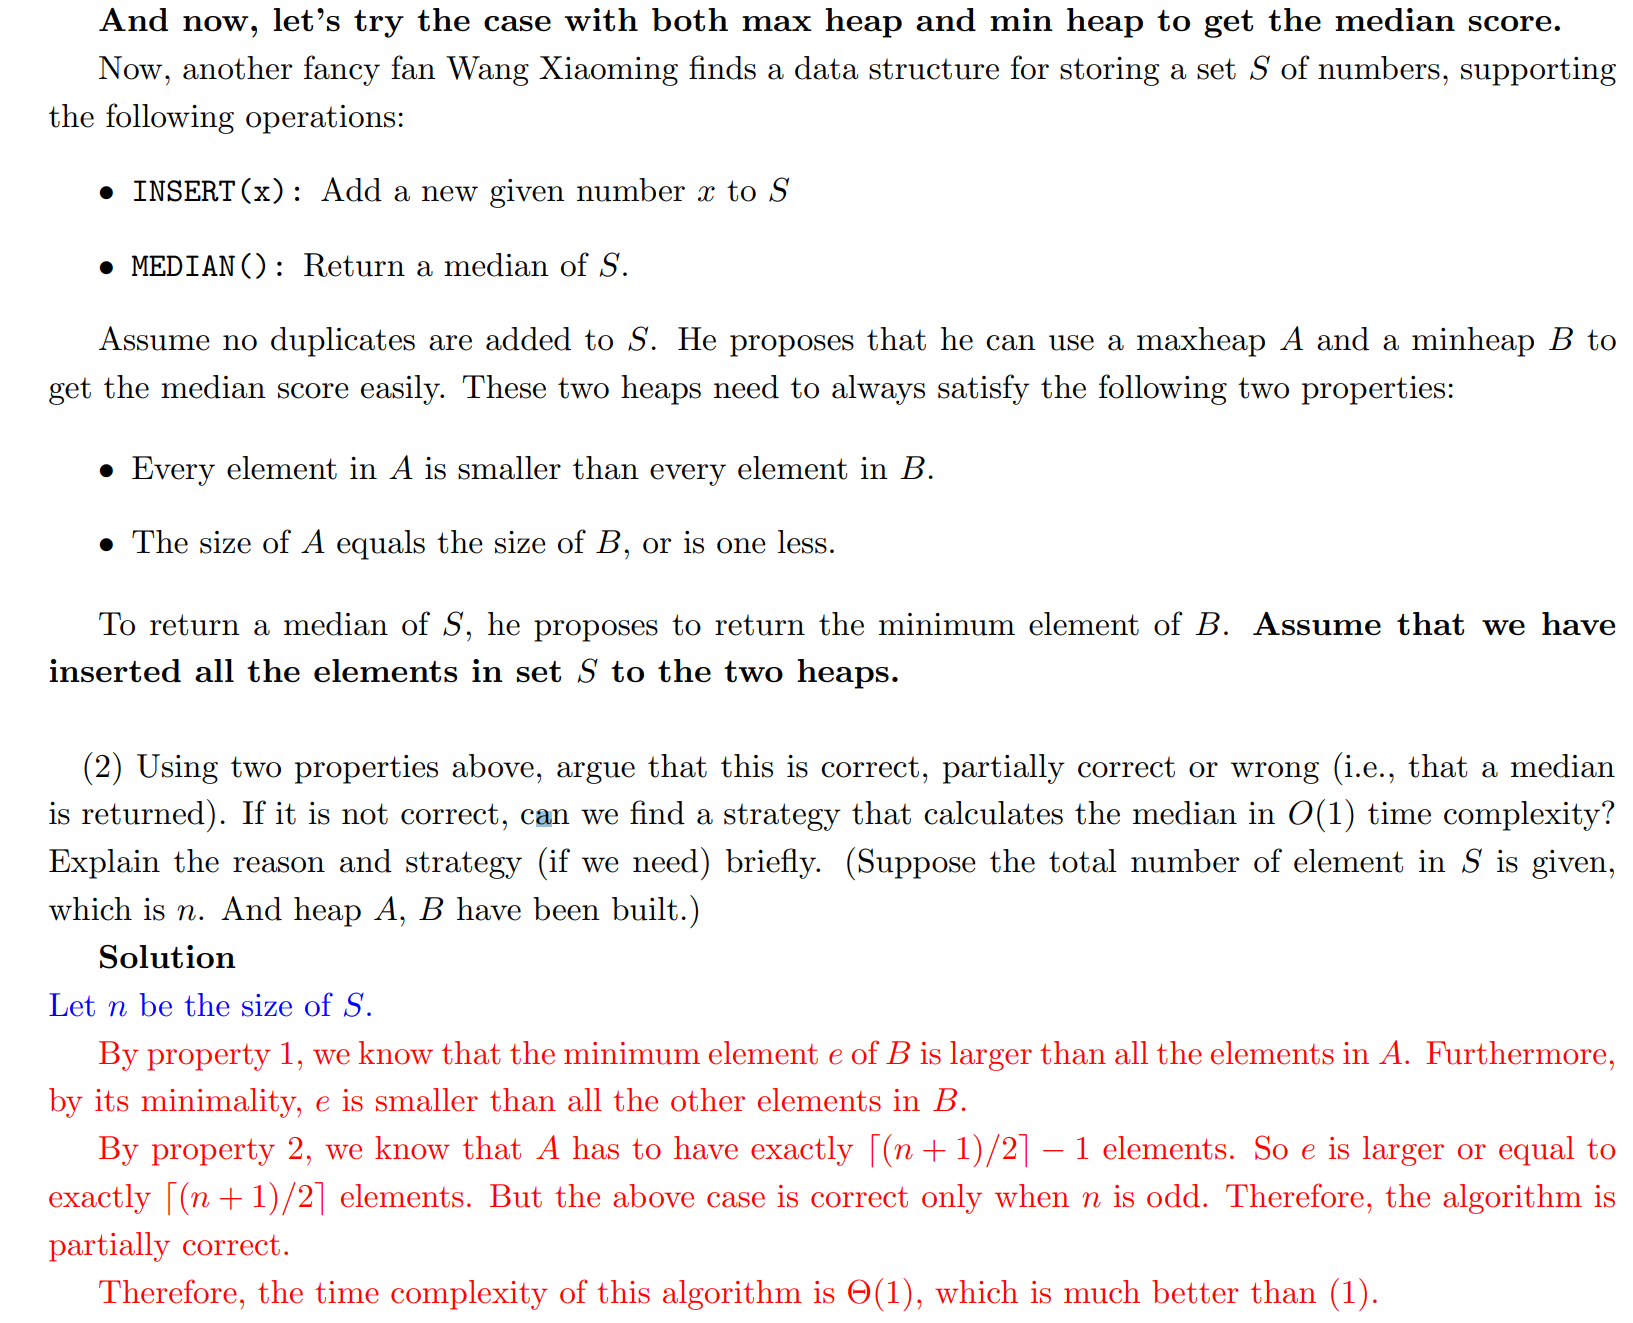 And now, let's try the case with both max heap and min heap to get the median score.
Now, another fancy fan Wang Xiaoming finds a data structure for storing a set S of numbers, supporting
the following operations:
• INSERT(x): Add a new given number x to S
• MEDIAN(): Return a median of S.
Assume no duplicates are added to S. He proposes that he can use a maxheap A and a minheap B to
get the median score easily. These two heaps need to always satisfy the following two properties:
• Every element in A is smaller than every element in B.
• The size of A equals the size of B, or is one less.
To return a median of S, he proposes to return the minimum element of B. Assume that we have
inserted all the elements in set S to the two heaps.
(2) Using two properties above, argue that this is correct, partially correct or wrong (i.e., that a median
is returned). If it is not correct, can we find a strategy that calculates the median in O(1) time complexity?
Explain the reason and strategy (if we need) briefly. (Suppose the total number of element in S is given,
which is n. And heap A, B have been built.)
Solution
Let n be the size of S.
By property 1, we know that the minimum element e of B is larger than all the elements in A. Furthermore,
by its minimality, e is smaller than all the other elements in B.
By property 2, we know that A has to have exactly ⌈(n + 1)/2⌉ − 1 elements. So e is larger or equal to
exactly ⌈(n + 1)/2⌉ elements. But the above case is correct only when n is odd. Therefore, the algorithm is
partially correct.
Therefore, the time complexity of this algorithm is Θ(1), which is much better than (1).